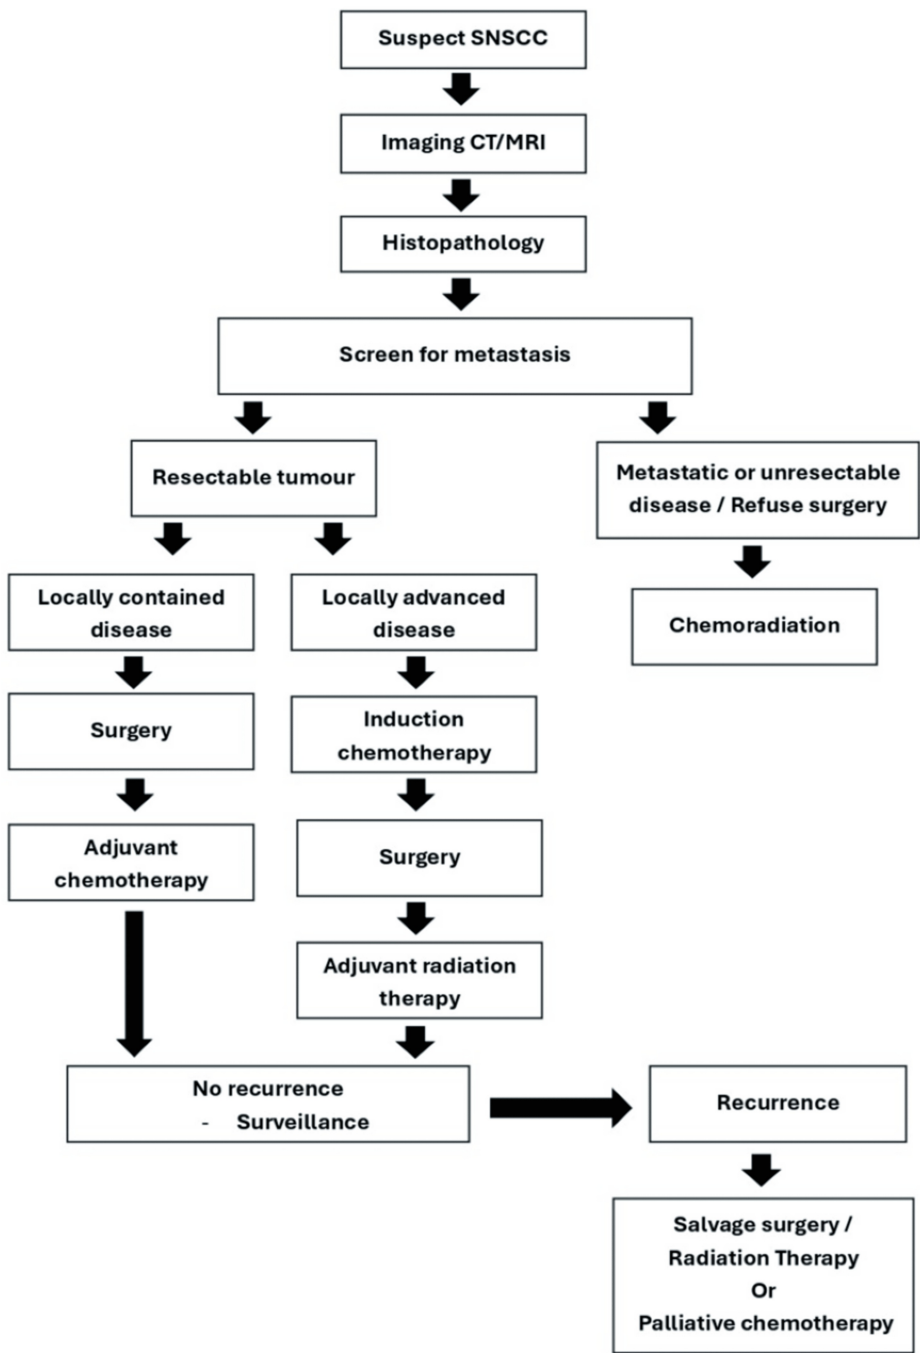 Suspect SNSCC
Imaging CT/MRI
Histopathology
Screen for metastasis
Resectable tumour
Metastatic or unresectable
disease / Refuse surgery
Chemoradiation
Locally contained
disease
Locally advanced
disease
Surgery
Induction
chemotherapy
Adjuvant
chemotherapy
Surgery
Adjuvant radiation
therapy
No recurrence
- Surveillance
Recurrence
Salvage surgery /
Radiation Therapy
Or
Palliative chemotherapy